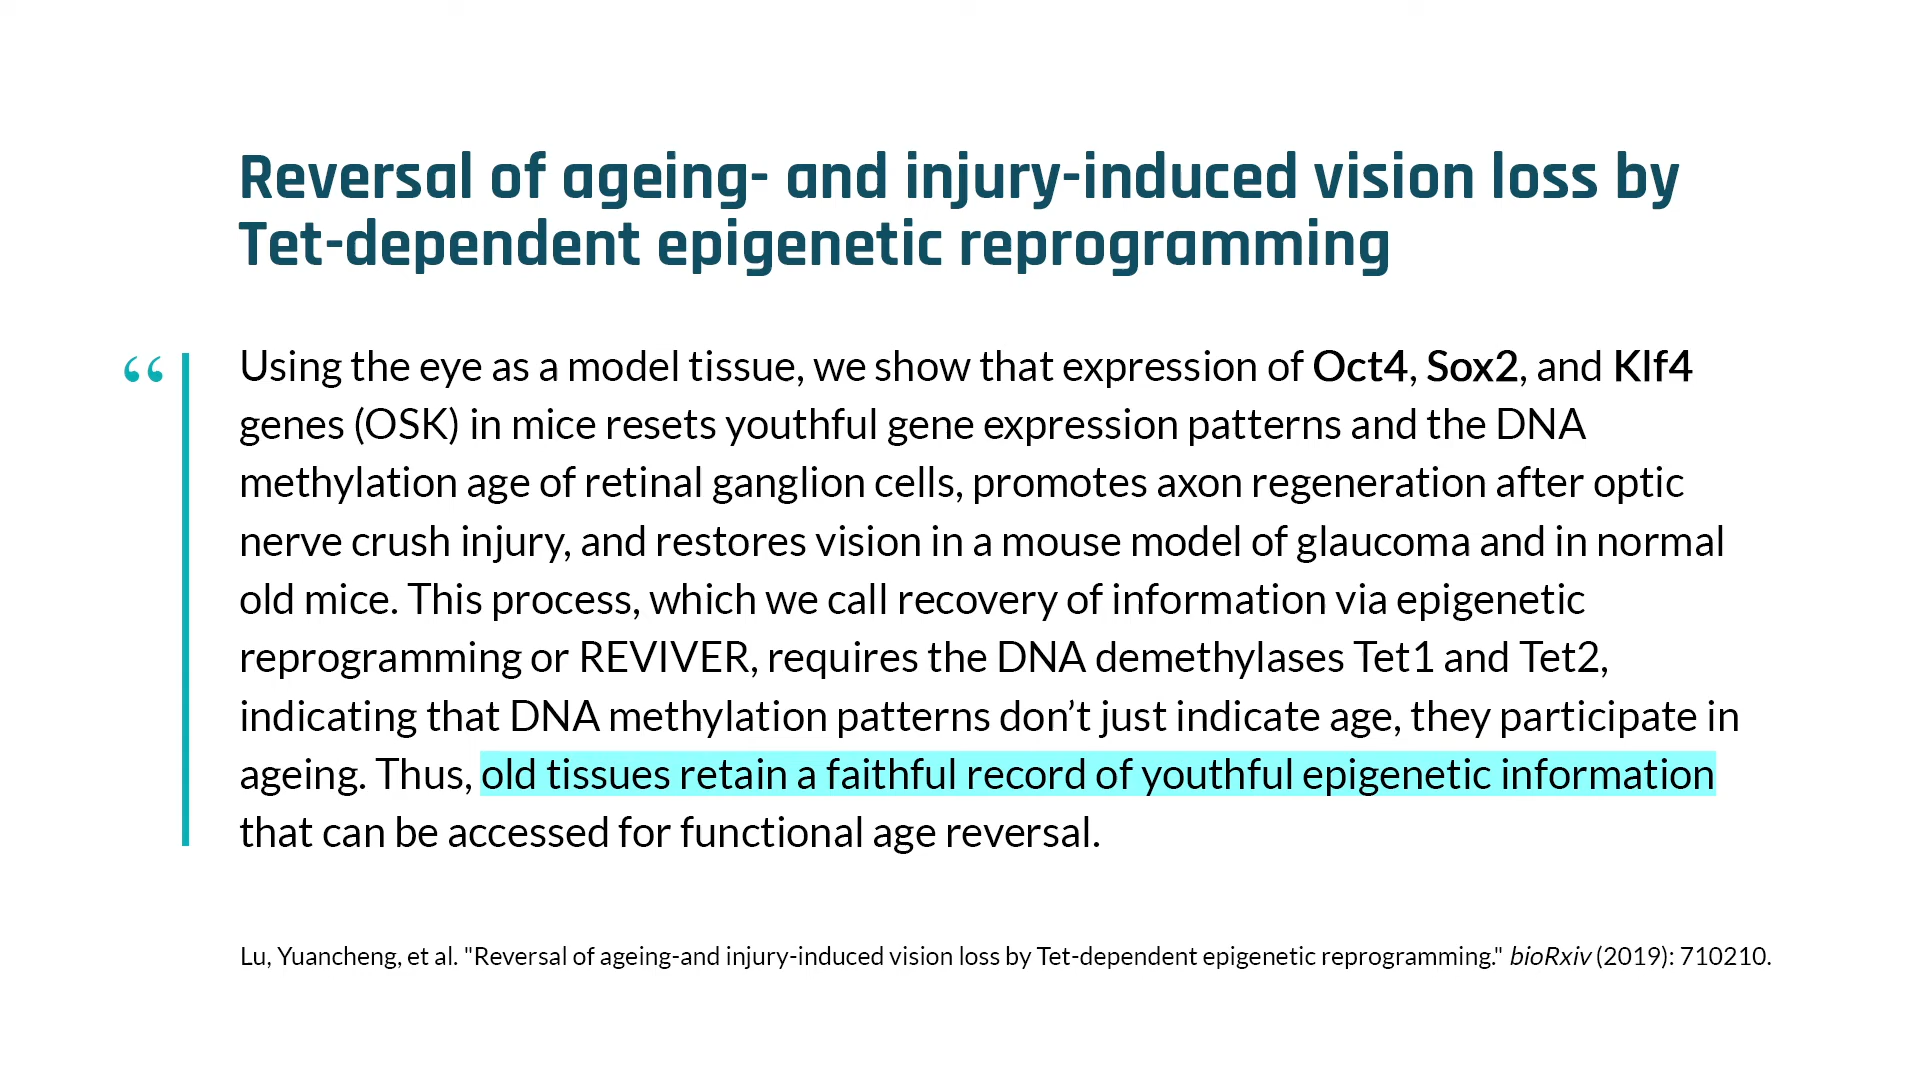 Reversal of ageing- and injury-induced vision loss by
Tet-dependent epigenetic reprogramming
“ Using the eye as a model tissue, we show that expression of Oct4, Sox2, and Klf4
genes (OSK) in mice resets youthful gene expression patterns and the DNA
methylation age of retinal ganglion cells, promotes axon regeneration after optic
nerve crush injury, and restores vision in a mouse model of glaucoma and in normal
old mice. This process, which we call recovery of information via epigenetic
reprogramming or REVIVER, requires the DNA demethylases Tet1 and Tet2,
indicating that DNA methylation patterns don’t just indicate age, they participate in
ageing. Thus, old tissues retain a faithful record of youthful epigenetic information
that can be accessed for functional age reversal.
Lu, Yuancheng, et al. "Reversal of ageing-and injury-induced vision loss by Tet-dependent epigenetic reprogramming." bioRxiv (2019): 710210.